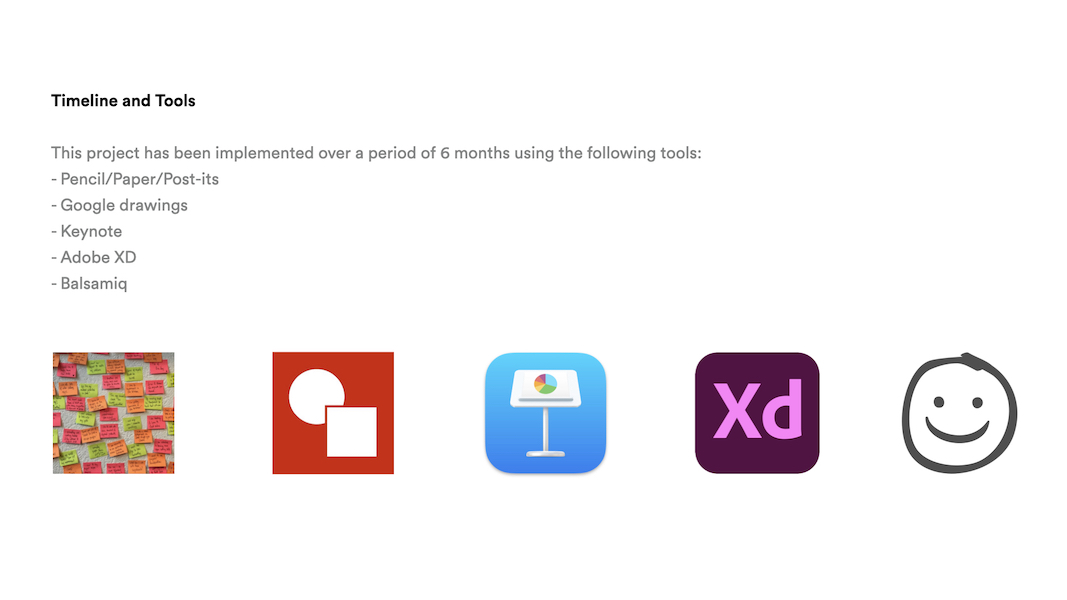 Timeline and Tools
This project has been implemented over a period of 6 months using the following tools:
- Pencil/Paper/Post-its
- Google drawings
- Keynote
- Adobe XD
- Balsamiq
Xd